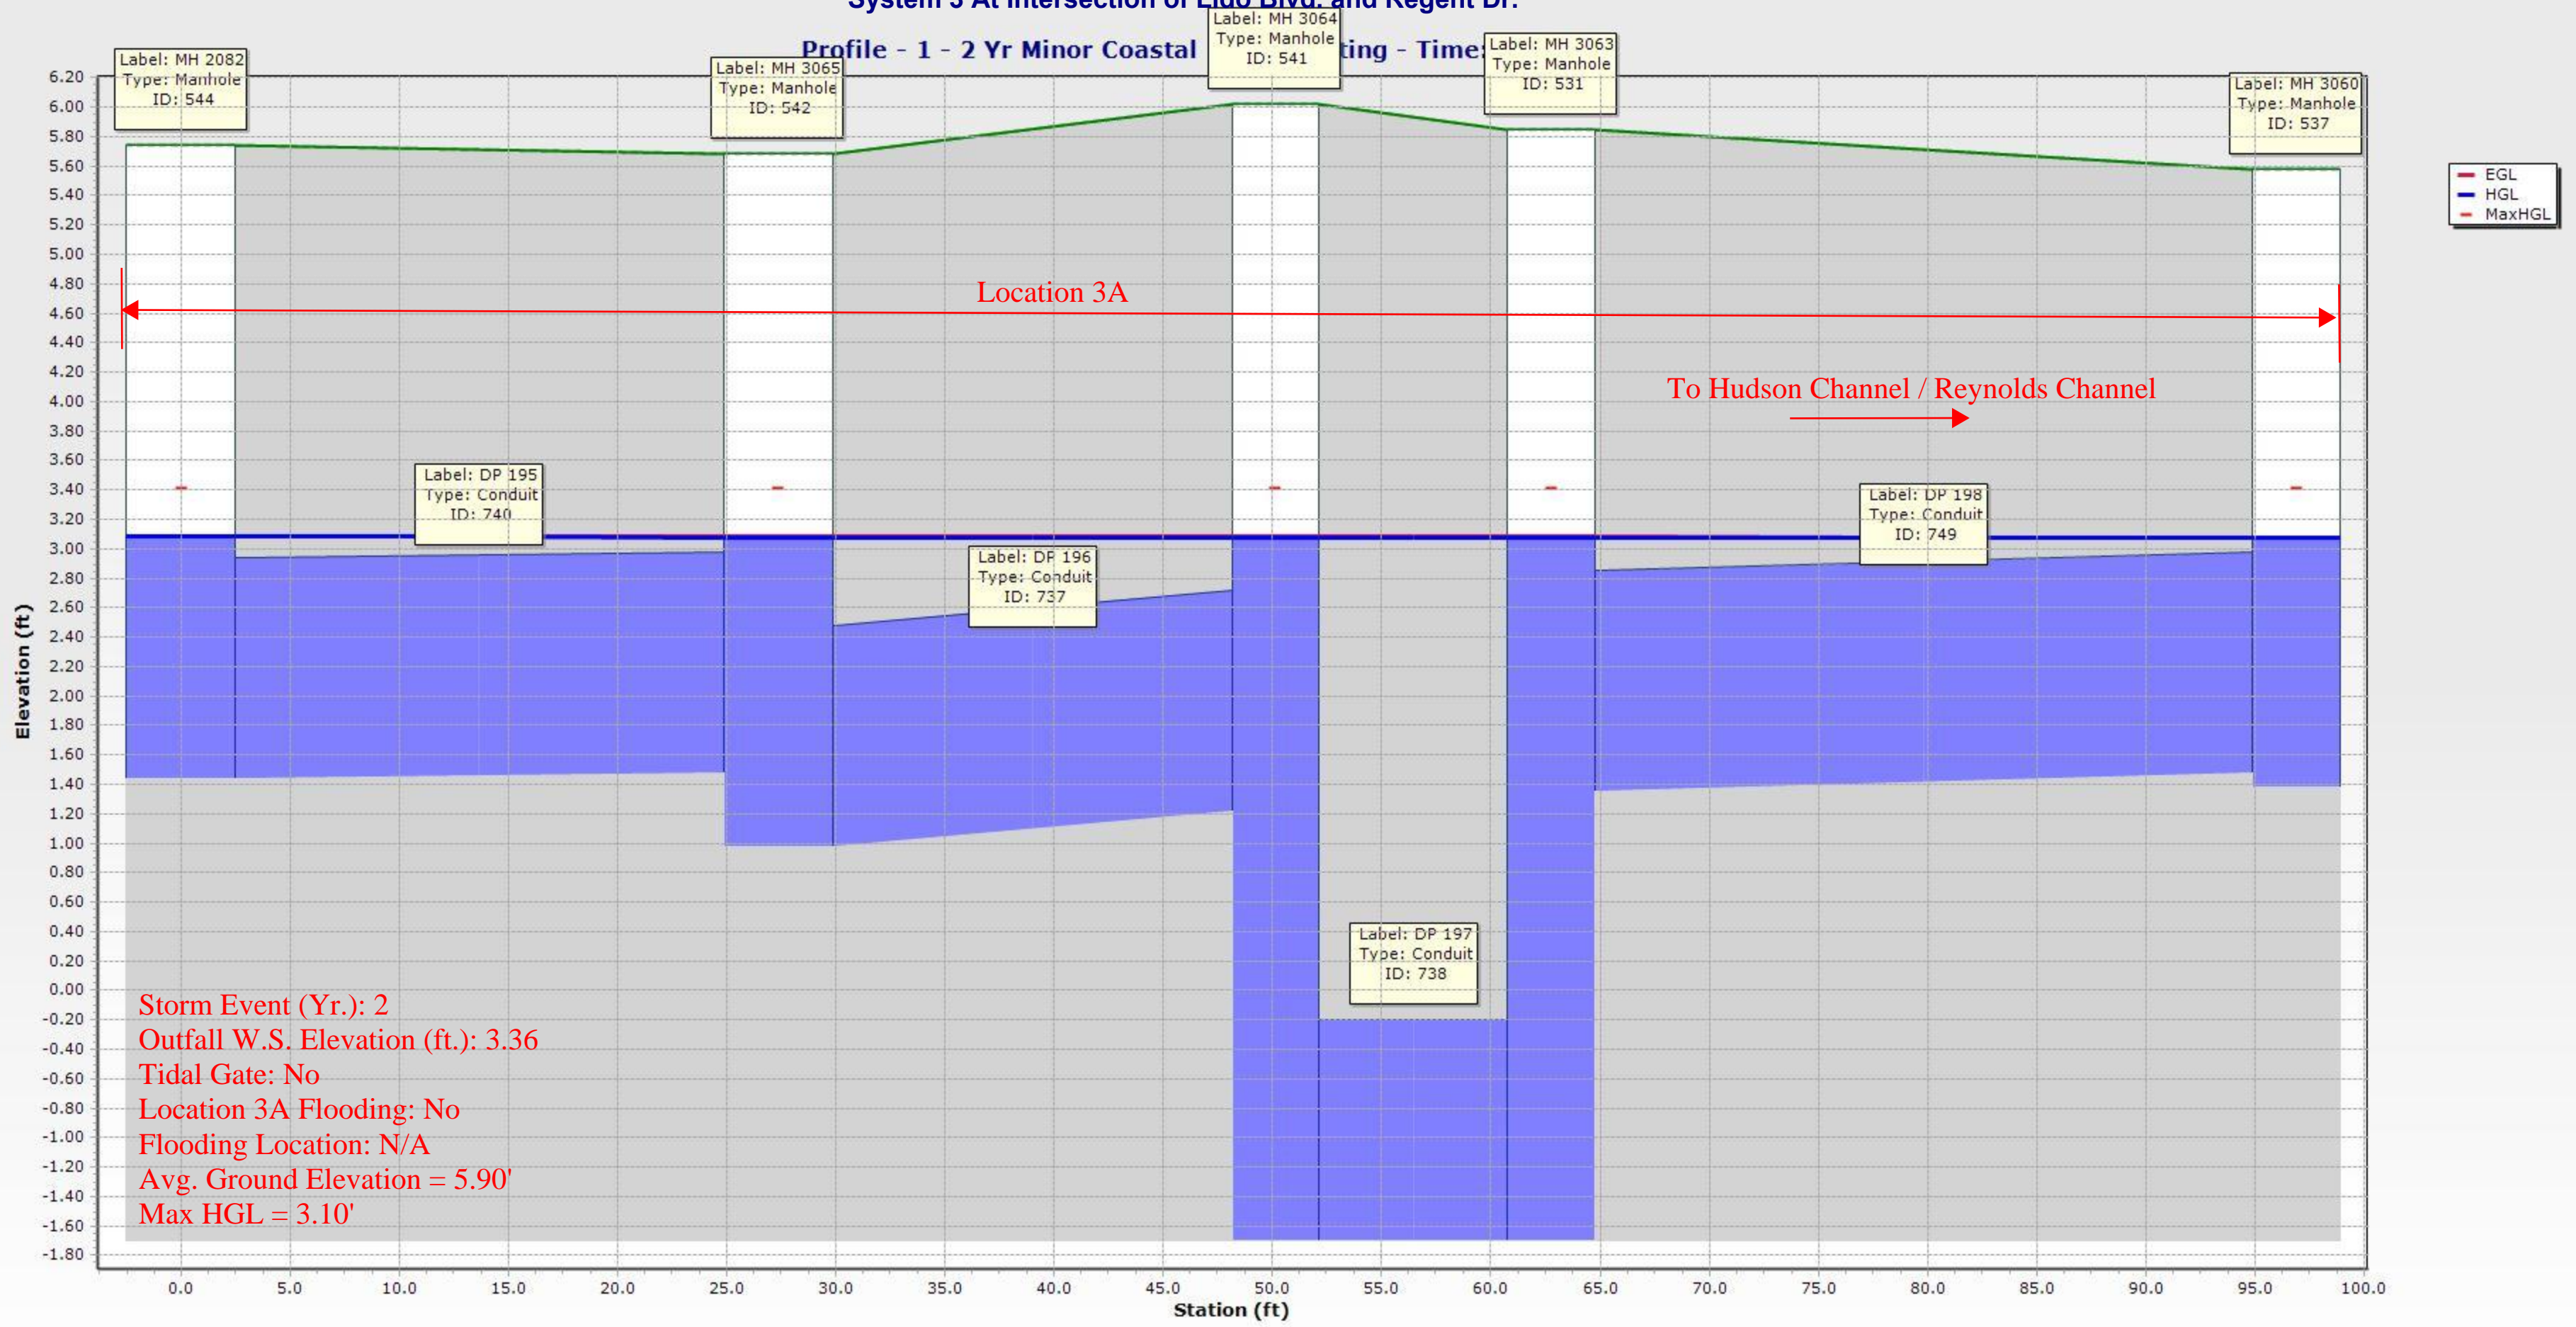 System 3 At Intersection of Lido Blvd. and Regent Dr.
Profile - 1 - 2 Yr Minor Coastal ting - Time:
Label: MH 2082
Type: Manhole
ID: 544
Label: MH 3065
Type: Manhole
ID: 542
Label: MH 3064
Type: Manhole
ID: 541
Label: MH 3063
Type: Manhole
ID: 531
Label: MH 3060
Type: Manhole
ID: 537
EGL
HGL
MaxHGL
Location 3A
To Hudson Channel / Reynolds Channel
Label: DP 195
Type: Conduit
ID: 740
Label: DP 196
Type: Conduit
ID: 737
Label: DP 198
Type: Conduit
ID: 749
Label: DP 197
Type: Conduit
ID: 738
Storm Event (Yr.): 2
Outfall W.S. Elevation (ft.): 3.36
Tidal Gate: No
Location 3A Flooding: No
Flooding Location: N/A
Avg. Ground Elevation = 5.90'
Max HGL = 3.10'
Elevation (ft)
6.20
6.00
5.80
5.60
5.40
5.20
5.00
4.80
4.60
4.40
4.20
4.00
3.80
3.60
3.40
3.20
3.00
2.80
2.60
2.40
2.20
2.00
1.80
1.60
1.40
1.20
1.00
0.80
0.60
0.40
0.20
0.00
-0.20
-0.40
-0.60
-0.80
-1.00
-1.20
-1.40
-1.60
-1.80
0.0 5.0 10.0 15.0 20.0 25.0 30.0 35.0 40.0 45.0 50.0 55.0 60.0 65.0 70.0 75.0 80.0 85.0 90.0 95.0 100.0
Station (ft)